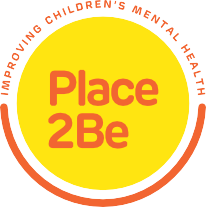 IMPROVING CHILDREN'S MENTAL HEALTH
Place
2Be